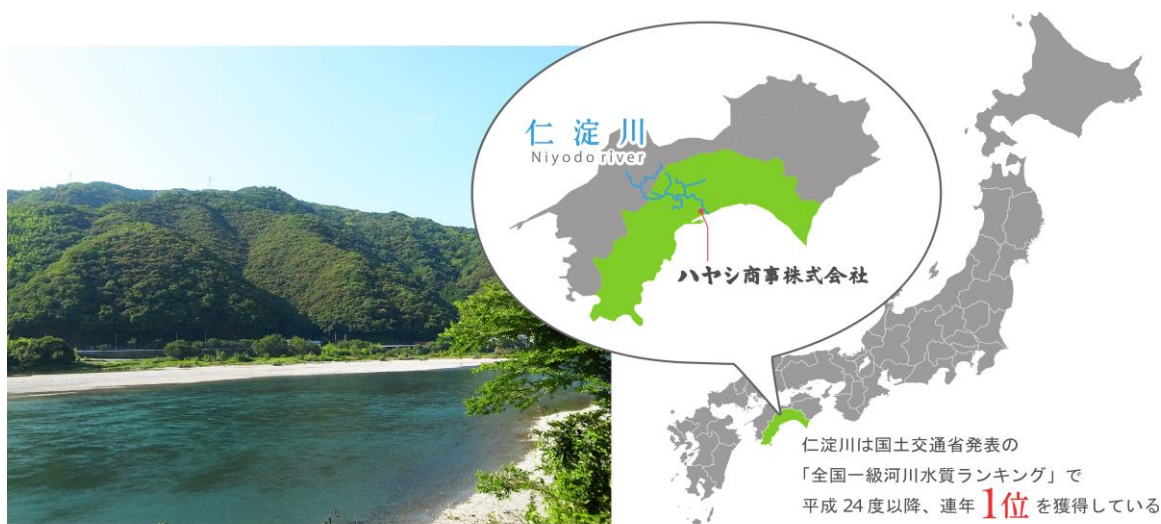 仁淀川
Niyodo river
ハヤシ商事株式会社
仁淀川は国土交通省発表の
「全国一級河川水質ランキング」で
平成24度以降、連年1位を獲得している